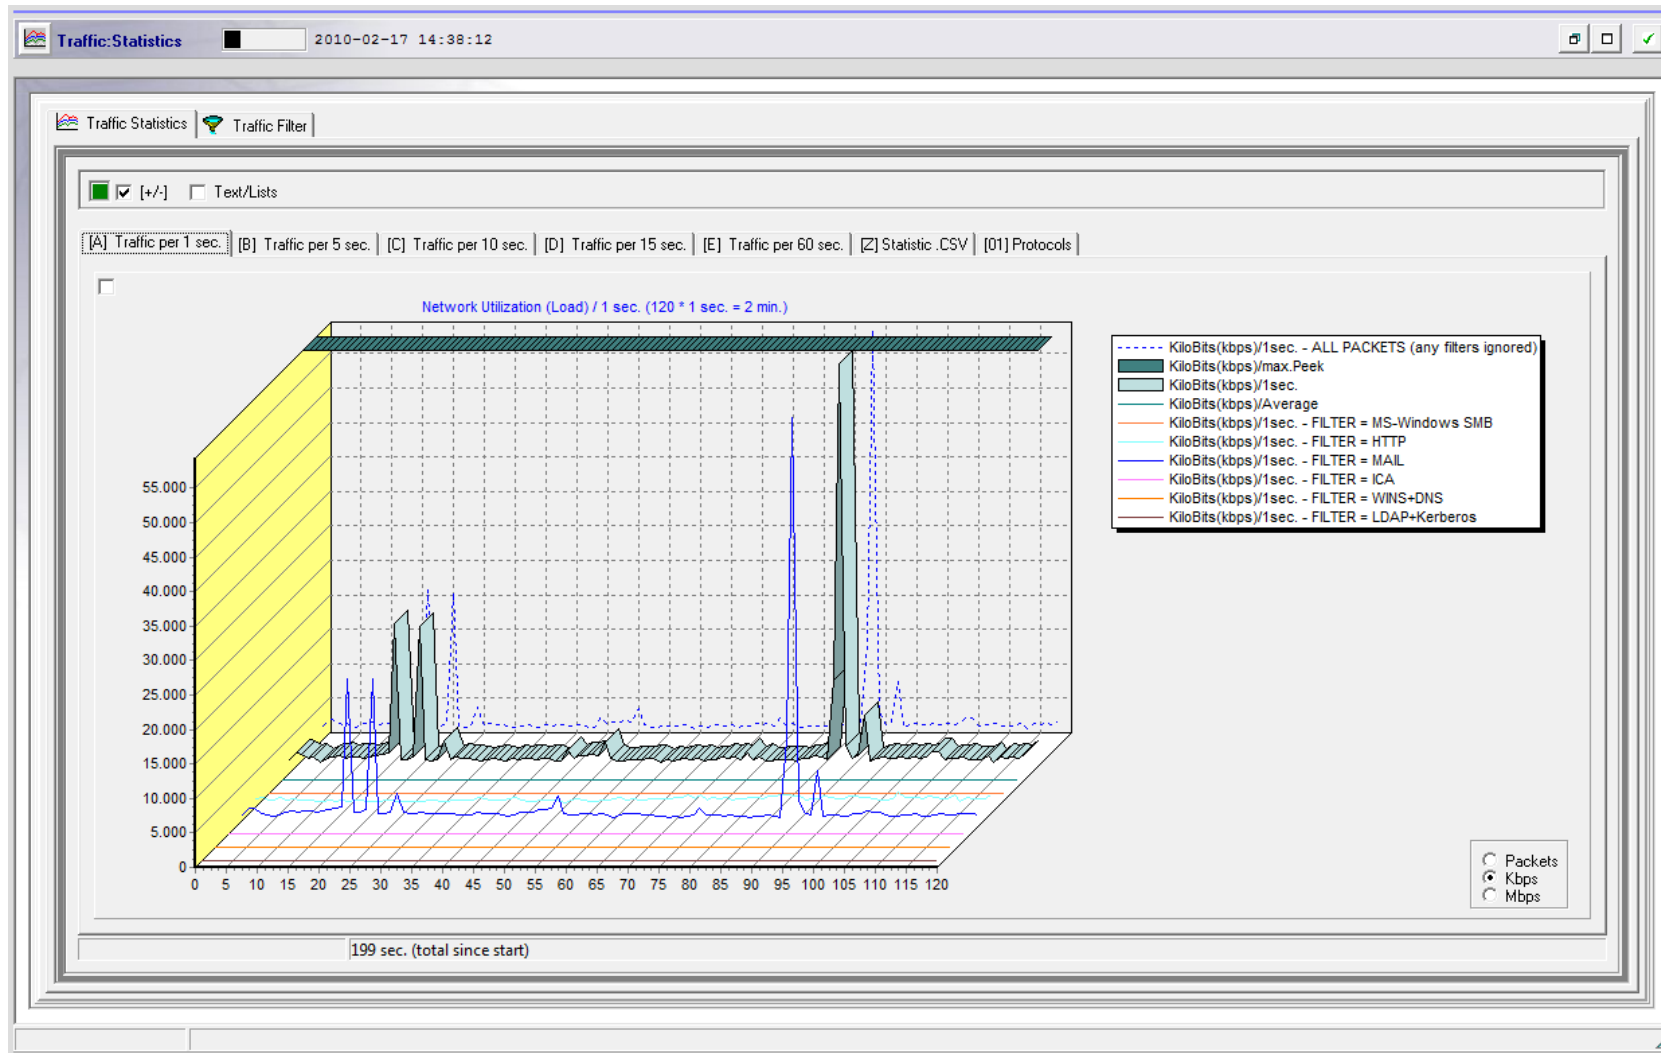 Traffic:Statistics 2010-02-17 14:38:12
Traffic Statistics Traffic Filter
[+/-] Text/Lists
[A] Traffic per 1 sec. [B] Traffic per 5 sec. [C] Traffic per 10 sec. [D] Traffic per 15 sec. [E] Traffic per 60 sec. [Z] Statistic .CSV [01] Protocols
Network Utilization (Load) / 1 sec. (120 * 1 sec. = 2 min.)
KiloBits(kbps)/1sec. - ALL PACKETS (any filters ignored)
KiloBits(kbps)/max.Peek
KiloBits(kbps)/1sec.
KiloBits(kbps)/Average
KiloBits(kbps)/1sec. - FILTER = MS-Windows SMB
KiloBits(kbps)/1sec. - FILTER = HTTP
KiloBits(kbps)/1sec. - FILTER = MAIL
KiloBits(kbps)/1sec. - FILTER = ICA
KiloBits(kbps)/1sec. - FILTER = WINS+DNS
KiloBits(kbps)/1sec. - FILTER = LDAP+Kerberos
55.000
50.000
45.000
40.000
35.000
30.000
25.000
20.000
15.000
10.000
5.000
0
0 5 10 15 20 25 30 35 40 45 50 55 60 65 70 75 80 85 90 95 100 105 110 115 120
Packets
Kbps
Mbps
199 sec. (total since start)